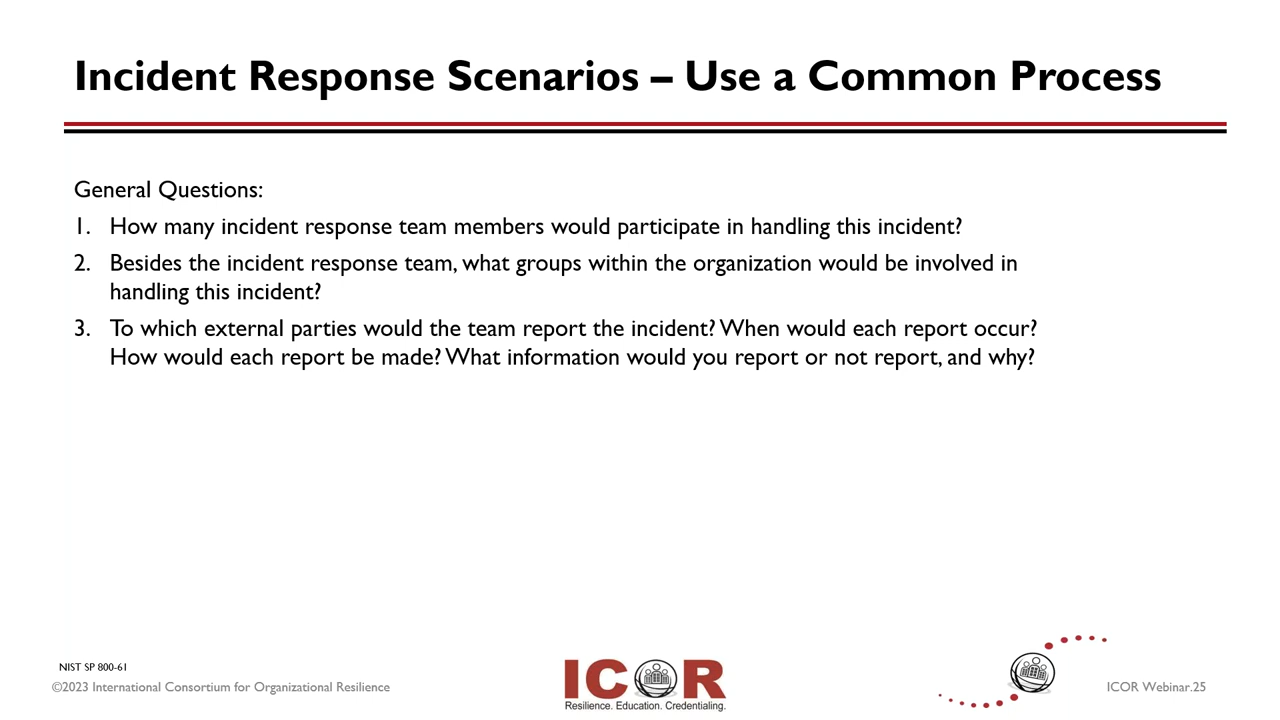 Incident Response Scenarios – Use a Common Process
General Questions:
1. How many incident response team members would participate in handling this incident?
2. Besides the incident response team, what groups within the organization would be involved in
handling this incident?
3. To which external parties would the team report the incident? When would each report occur?
How would each report be made? What information would you report or not report, and why?
NIST SP 800-61
©2023 International Consortium for Organizational Resilience
ICOR
Resilience. Education. Credentialing.
ICOR Webinar.25